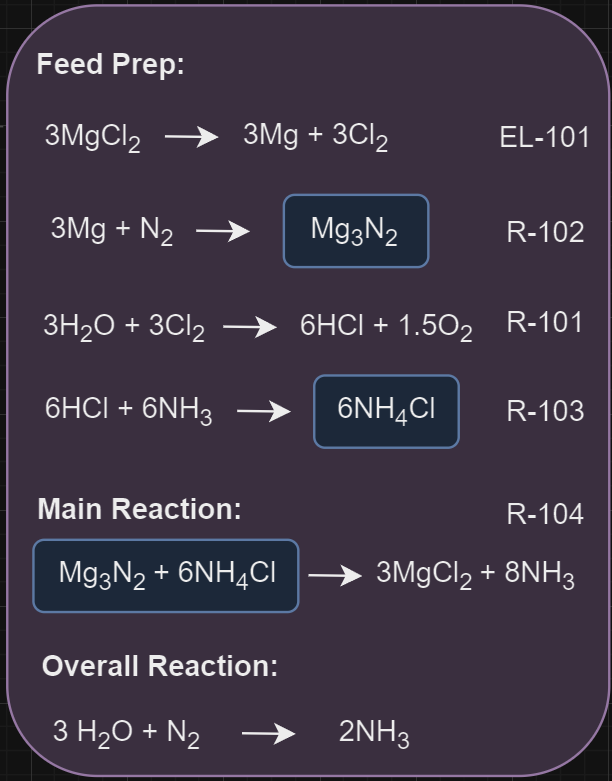 Feed Prep:
3MgCl₂ → 3Mg + 3Cl₂ EL-101
3Mg + N₂ → Mg₃N₂ R-102
3H₂O + 3Cl₂ → 6HCl + 1.5O₂ R-101
6HCl + 6NH₃ → 6NH₄Cl R-103
Main Reaction: R-104
Mg₃N₂ + 6NH₄Cl → 3MgCl₂ + 8NH₃
Overall Reaction:
3 H₂O + N₂ → 2NH₃